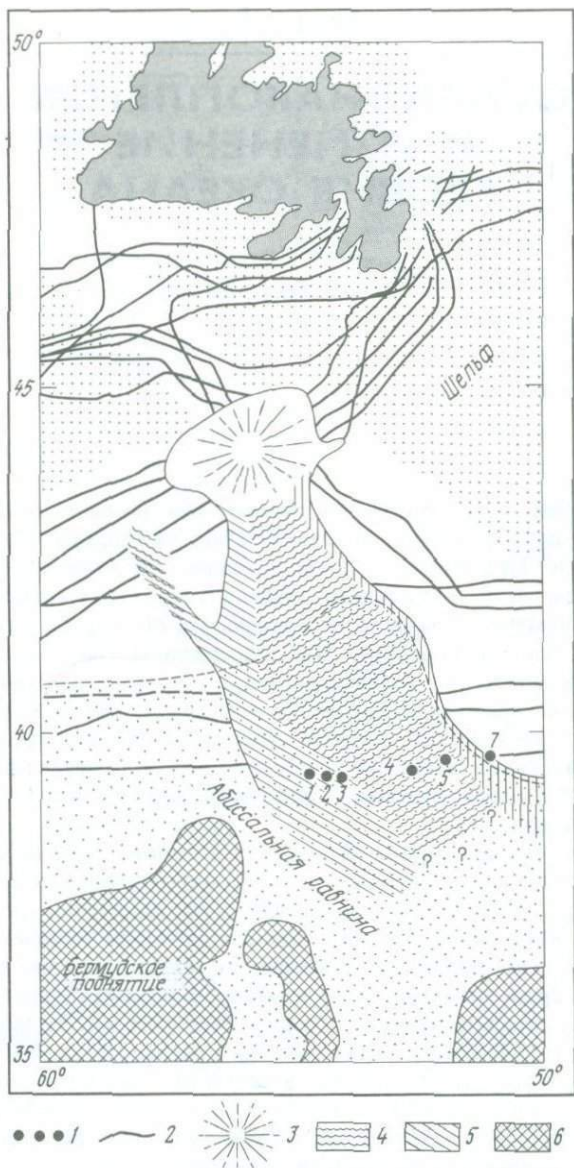 50°
45
Шельф
40
1 2 3 4 5 7
? ? ?
Абиссальная равнина
Бермудское
поднятие
35
60° 50°
1 2 3 4 5 6